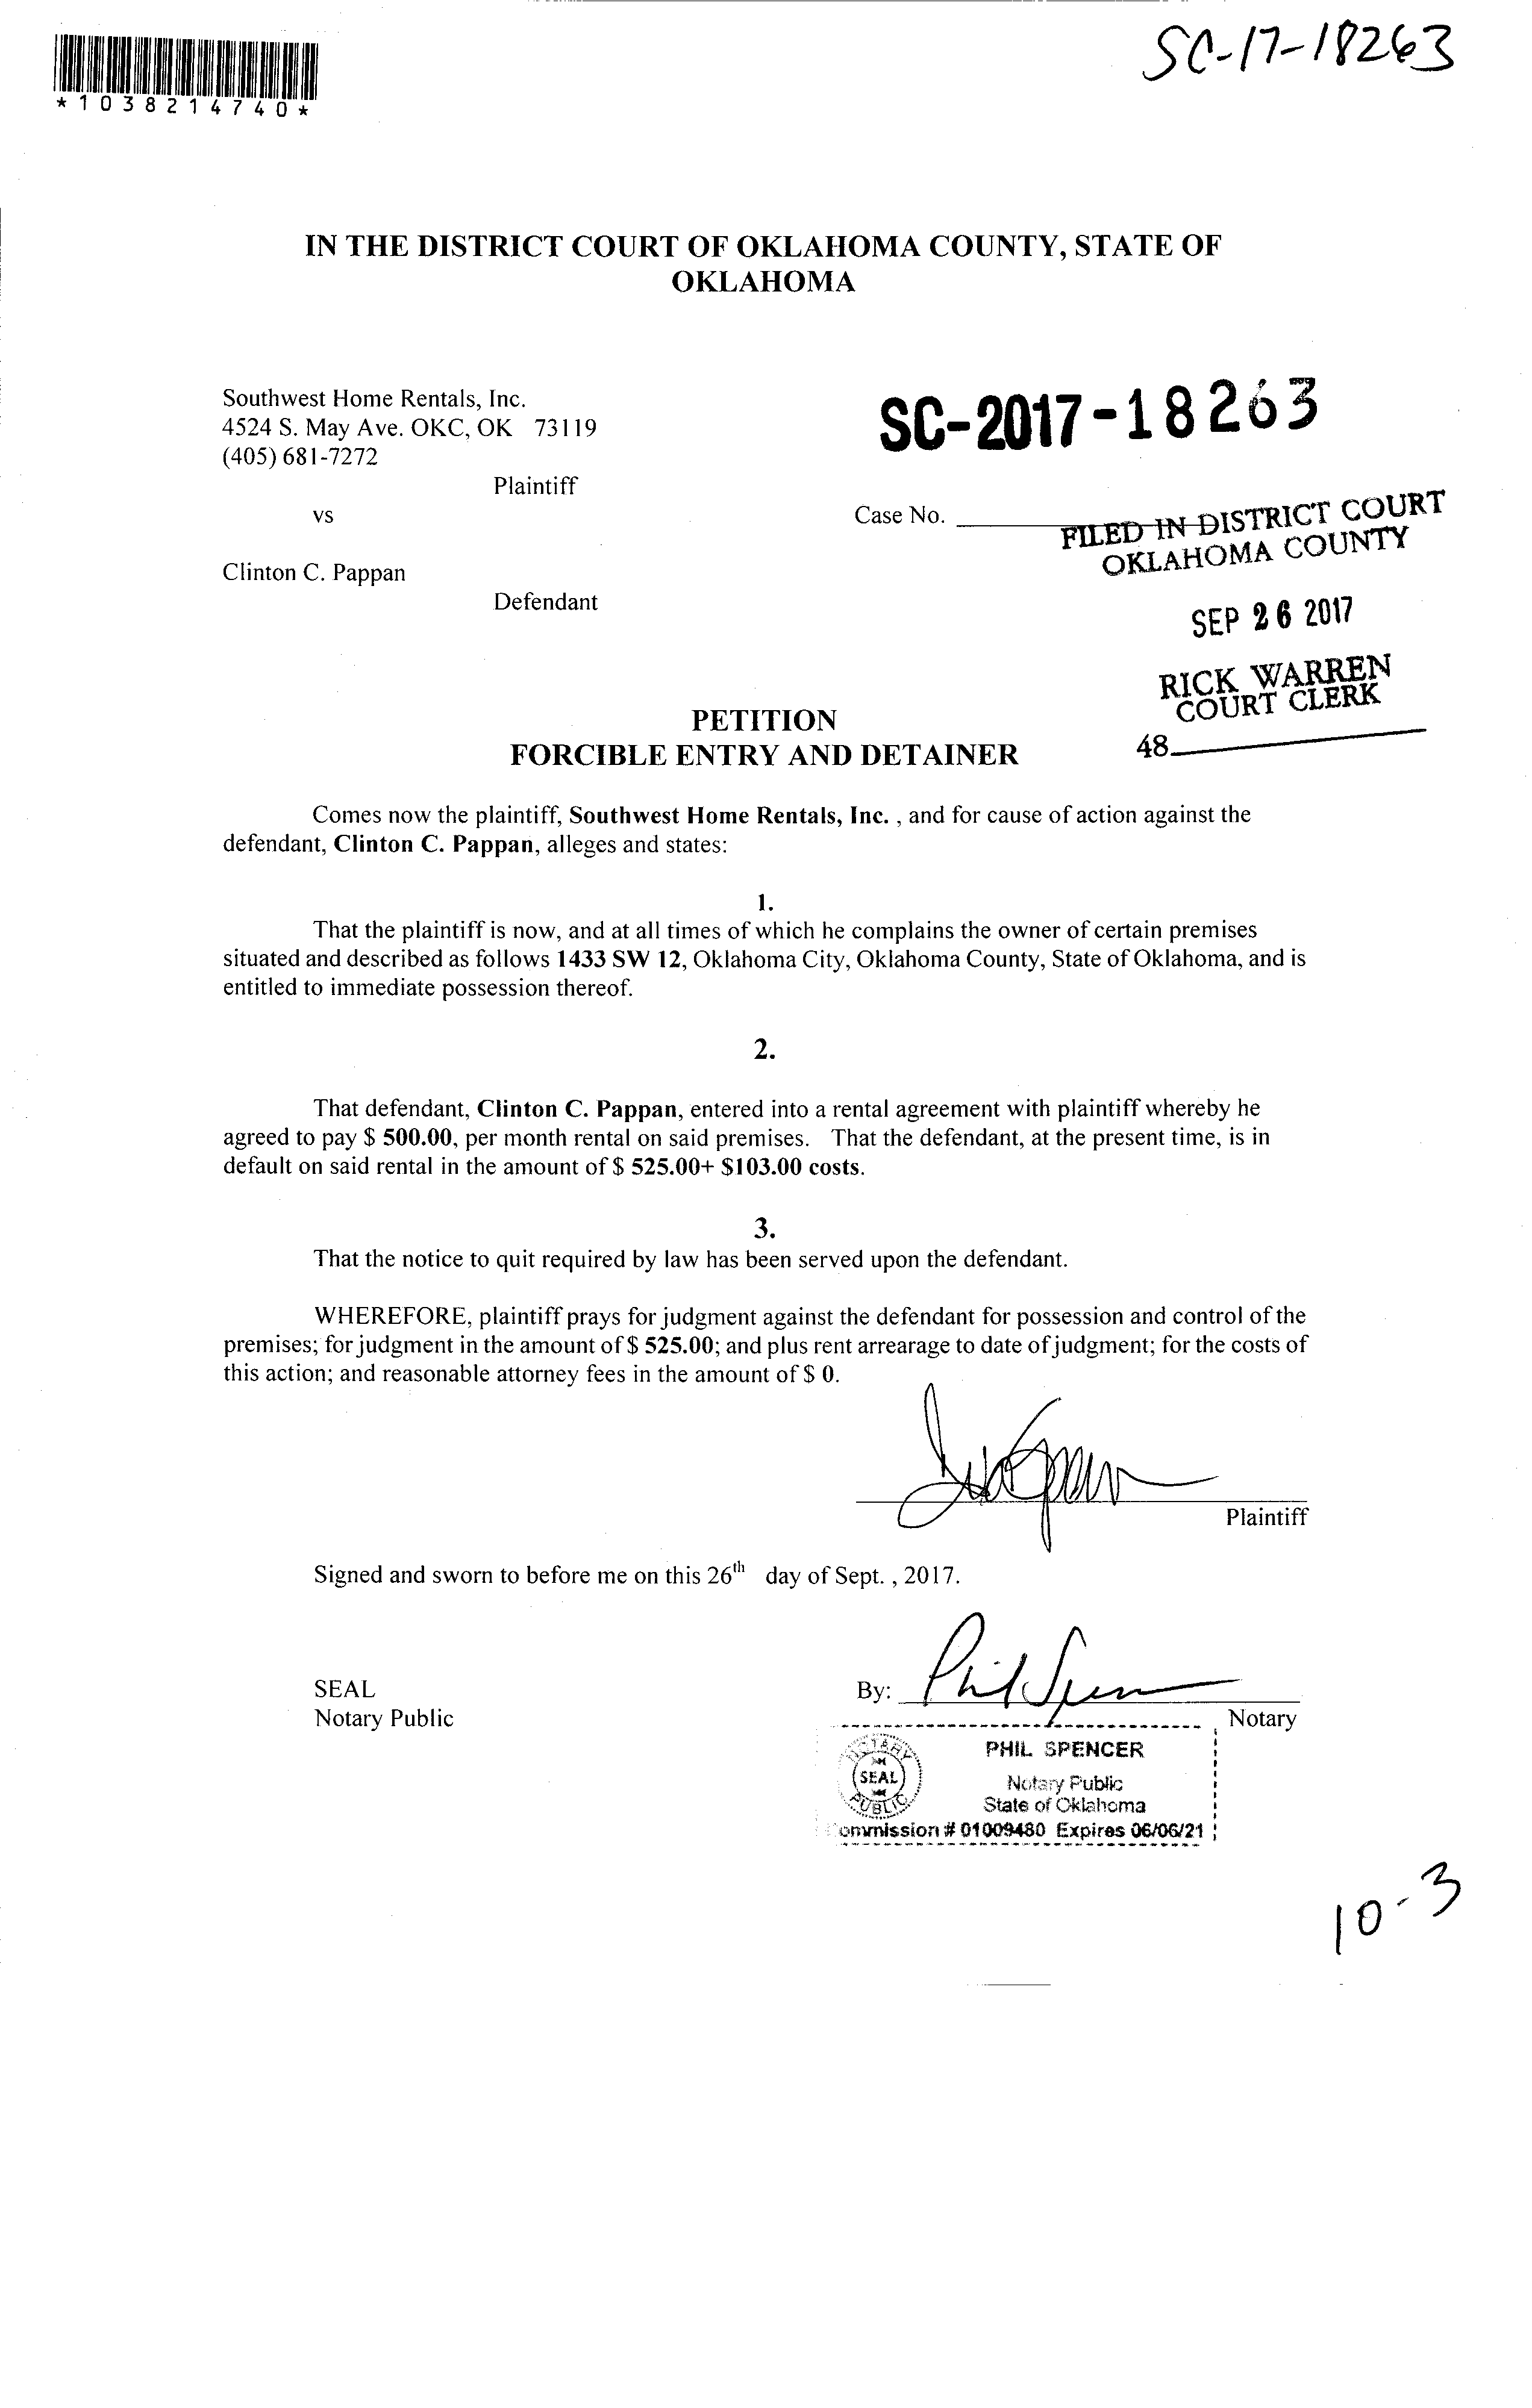 SC-17-18263
*1038214740*
IN THE DISTRICT COURT OF OKLAHOMA COUNTY, STATE OF
OKLAHOMA
Southwest Home Rentals, Inc.
4524 S. May Ave. OKC, OK 73119
(405) 681-7272
Plaintiff
vs
Clinton C. Pappan
Defendant
SC-2017-18263
Case No.
FILED IN DISTRICT COURT
OKLAHOMA COUNTY
SEP 26 2017
RICK WARREN
COURT CLERK
48
PETITION
FORCIBLE ENTRY AND DETAINER
Comes now the plaintiff, Southwest Home Rentals, Inc. , and for cause of action against the
defendant, Clinton C. Pappan, alleges and states:
1.
That the plaintiff is now, and at all times of which he complains the owner of certain premises
situated and described as follows 1433 SW 12, Oklahoma City, Oklahoma County, State of Oklahoma, and is
entitled to immediate possession thereof.
2.
That defendant, Clinton C. Pappan, entered into a rental agreement with plaintiff whereby he
agreed to pay $ 500.00, per month rental on said premises. That the defendant, at the present time, is in
default on said rental in the amount of $ 525.00+ $103.00 costs.
3.
That the notice to quit required by law has been served upon the defendant.
WHEREFORE, plaintiff prays for judgment against the defendant for possession and control of the
premises; for judgment in the amount of $ 525.00; and plus rent arrearage to date of judgment; for the costs of
this action; and reasonable attorney fees in the amount of $ 0.
Plaintiff
Signed and sworn to before me on this 26th day of Sept. , 2017.
SEAL
Notary Public
By: Phil Spencer
Notary
NOTARY
SEAL
PUBLIC
PHIL SPENCER
Notary Public
State of Oklahoma
ommission # 01009480 Expires 06/06/21
10-3